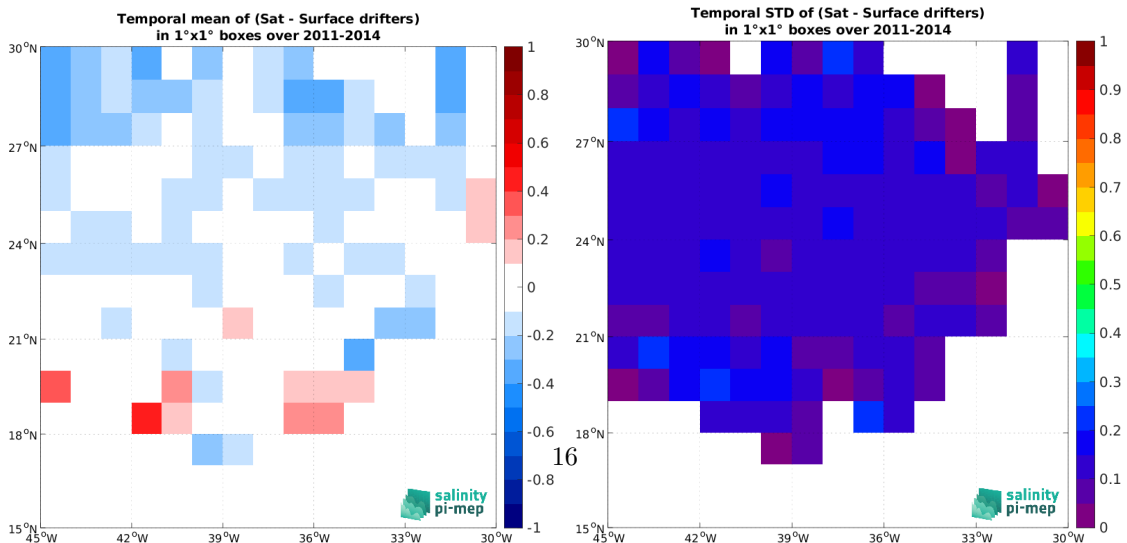 Temporal mean of (Sat - Surface drifters)
in 1°x1° boxes over 2011-2014
30°N
27°N
24°N
21°N
18°N
15°N
45°W
42°W
39°W
36°W
33°W
30°W
1
0.8
0.6
0.4
0.2
0
-0.2
-0.4
-0.6
-0.8
-1
salinity
pi-mep
16
Temporal STD of (Sat - Surface drifters)
in 1°x1° boxes over 2011-2014
30°N
27°N
24°N
21°N
18°N
15°N
45°W
42°W
39°W
36°W
33°W
30°W
1
0.9
0.8
0.7
0.6
0.5
0.4
0.3
0.2
0.1
0
salinity
pi-mep